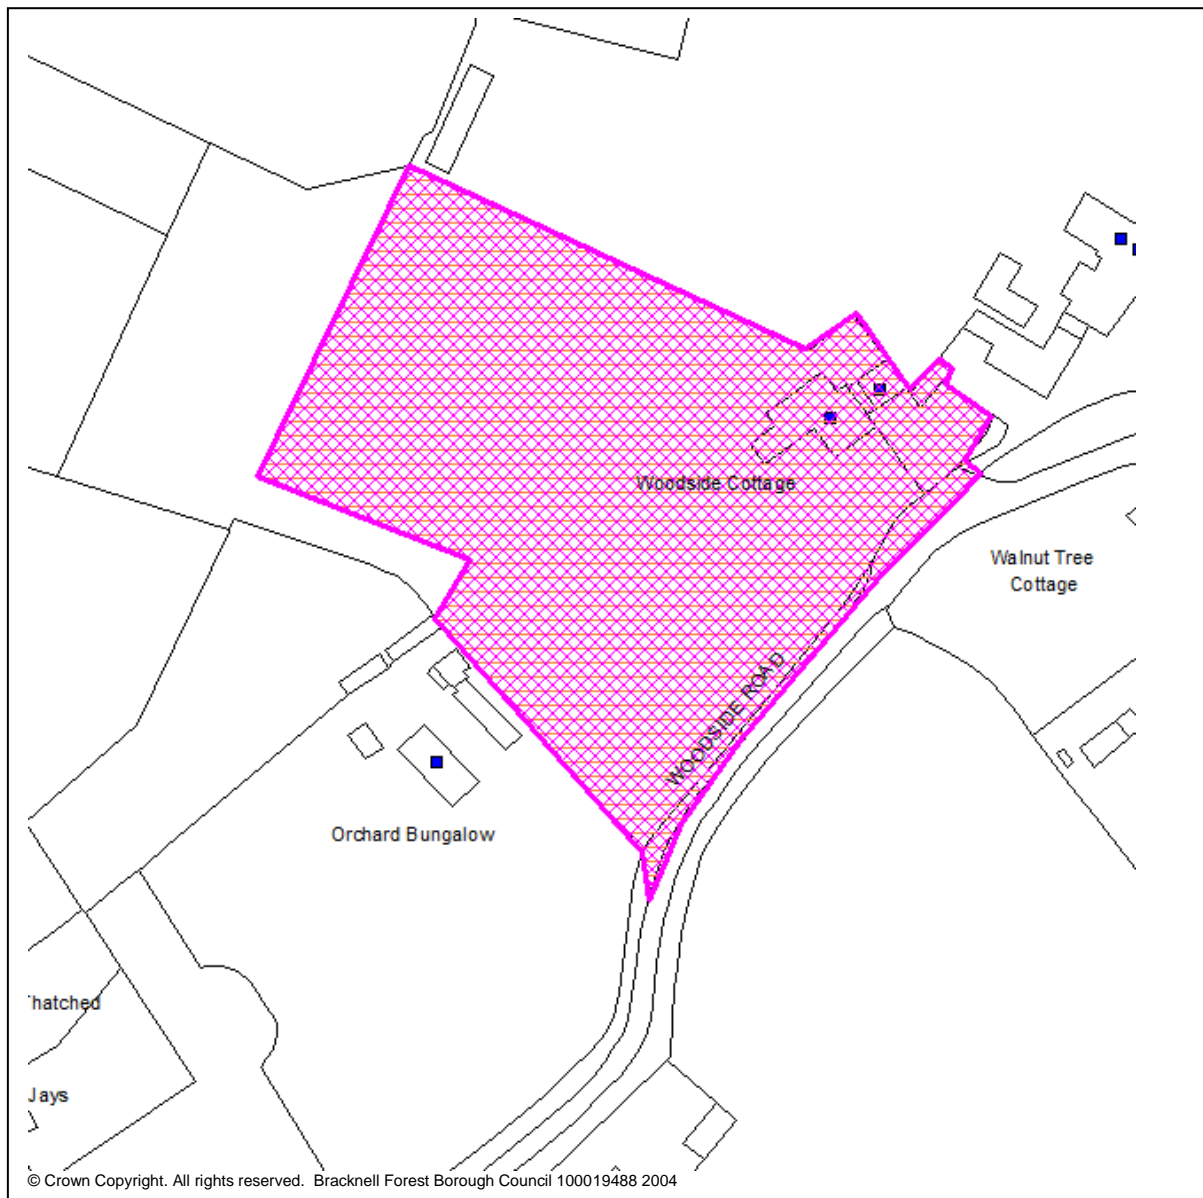 Woodside Cottage
Walnut Tree
Cottage
WOODSIDE ROAD
Orchard Bungalow
hatched
Jays
© Crown Copyright. All rights reserved. Bracknell Forest Borough Council 100019488 2004